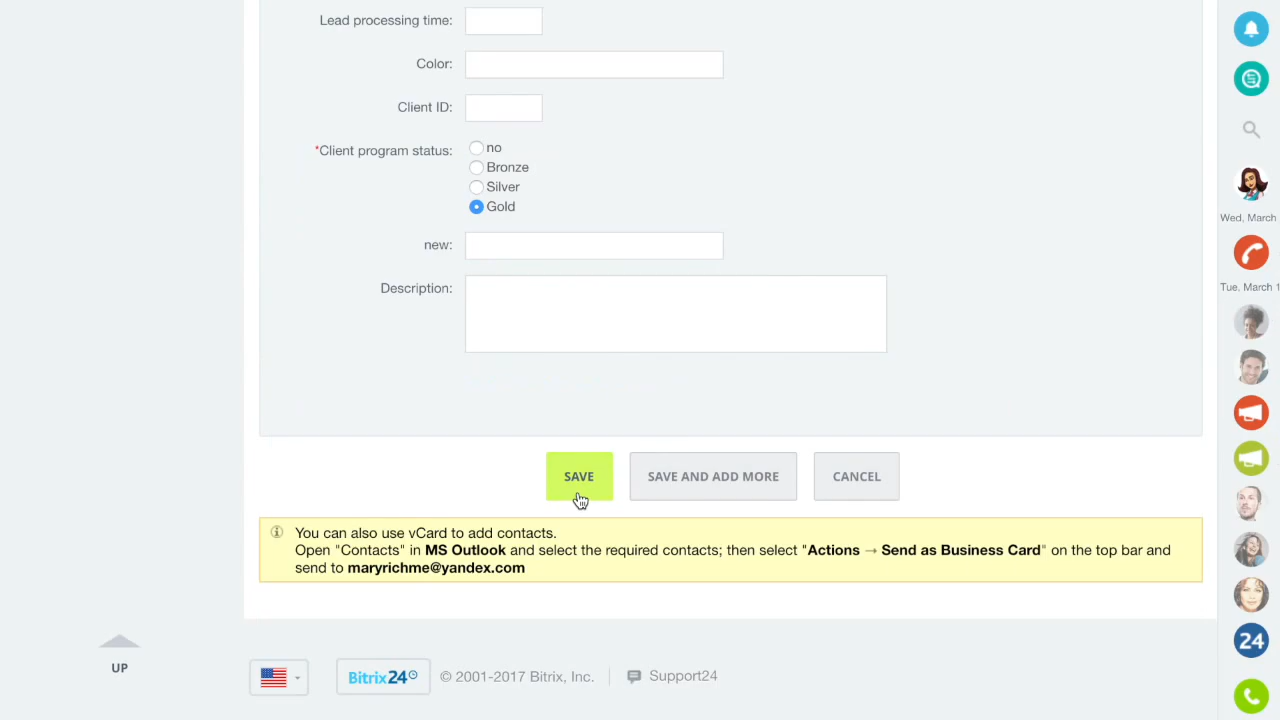 Lead processing time:
Color:
Client ID:
*Client program status:
no
Bronze
Silver
Gold
new:
Description:
SAVE
SAVE AND ADD MORE
CANCEL
You can also use vCard to add contacts.
Open "Contacts" in MS Outlook and select the required contacts; then select "Actions → Send as Business Card" on the top bar and
send to maryrichme@yandex.com
UP
Bitrix24
© 2001-2017 Bitrix, Inc.
Support24
Wed, March
Tue, March 1
24